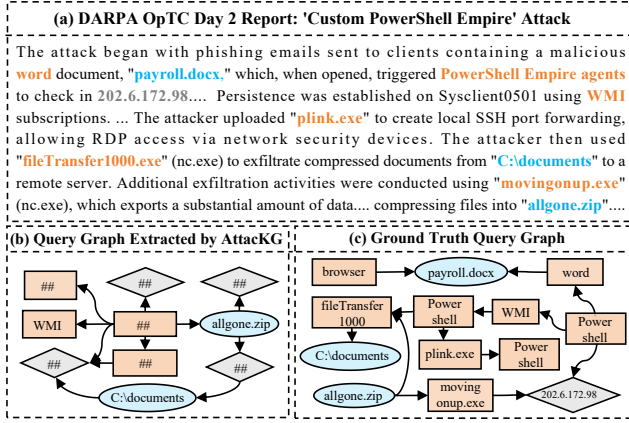 (a) DARPA OpTC Day 2 Report: 'Custom PowerShell Empire' Attack
The attack began with phishing emails sent to clients containing a malicious
word document, "payroll.docx," which, when opened, triggered PowerShell Empire agents
to check in 202.6.172.98.... Persistence was established on Sysclient0501 using WMI
subscriptions. ... The attacker uploaded "plink.exe" to create local SSH port forwarding,
allowing RDP access via network security devices. The attacker then used
"fileTransfer1000.exe" (nc.exe) to exfiltrate compressed documents from "C:\documents" to a
remote server. Additional exfiltration activities were conducted using "movingonup.exe"
(nc.exe), which exports a substantial amount of data.... compressing files into "allgone.zip"....
(b) Query Graph Extracted by AttacKG
##
##
##
WMI
##
allgone.zip
##
##
##
C:\documents
(c) Ground Truth Query Graph
browser
payroll.docx
word
fileTransfer
1000
Power
shell
WMI
Power
shell
C:\documents
plink.exe
Power
shell
allgone.zip
moving
onup.exe
202.6.172.98